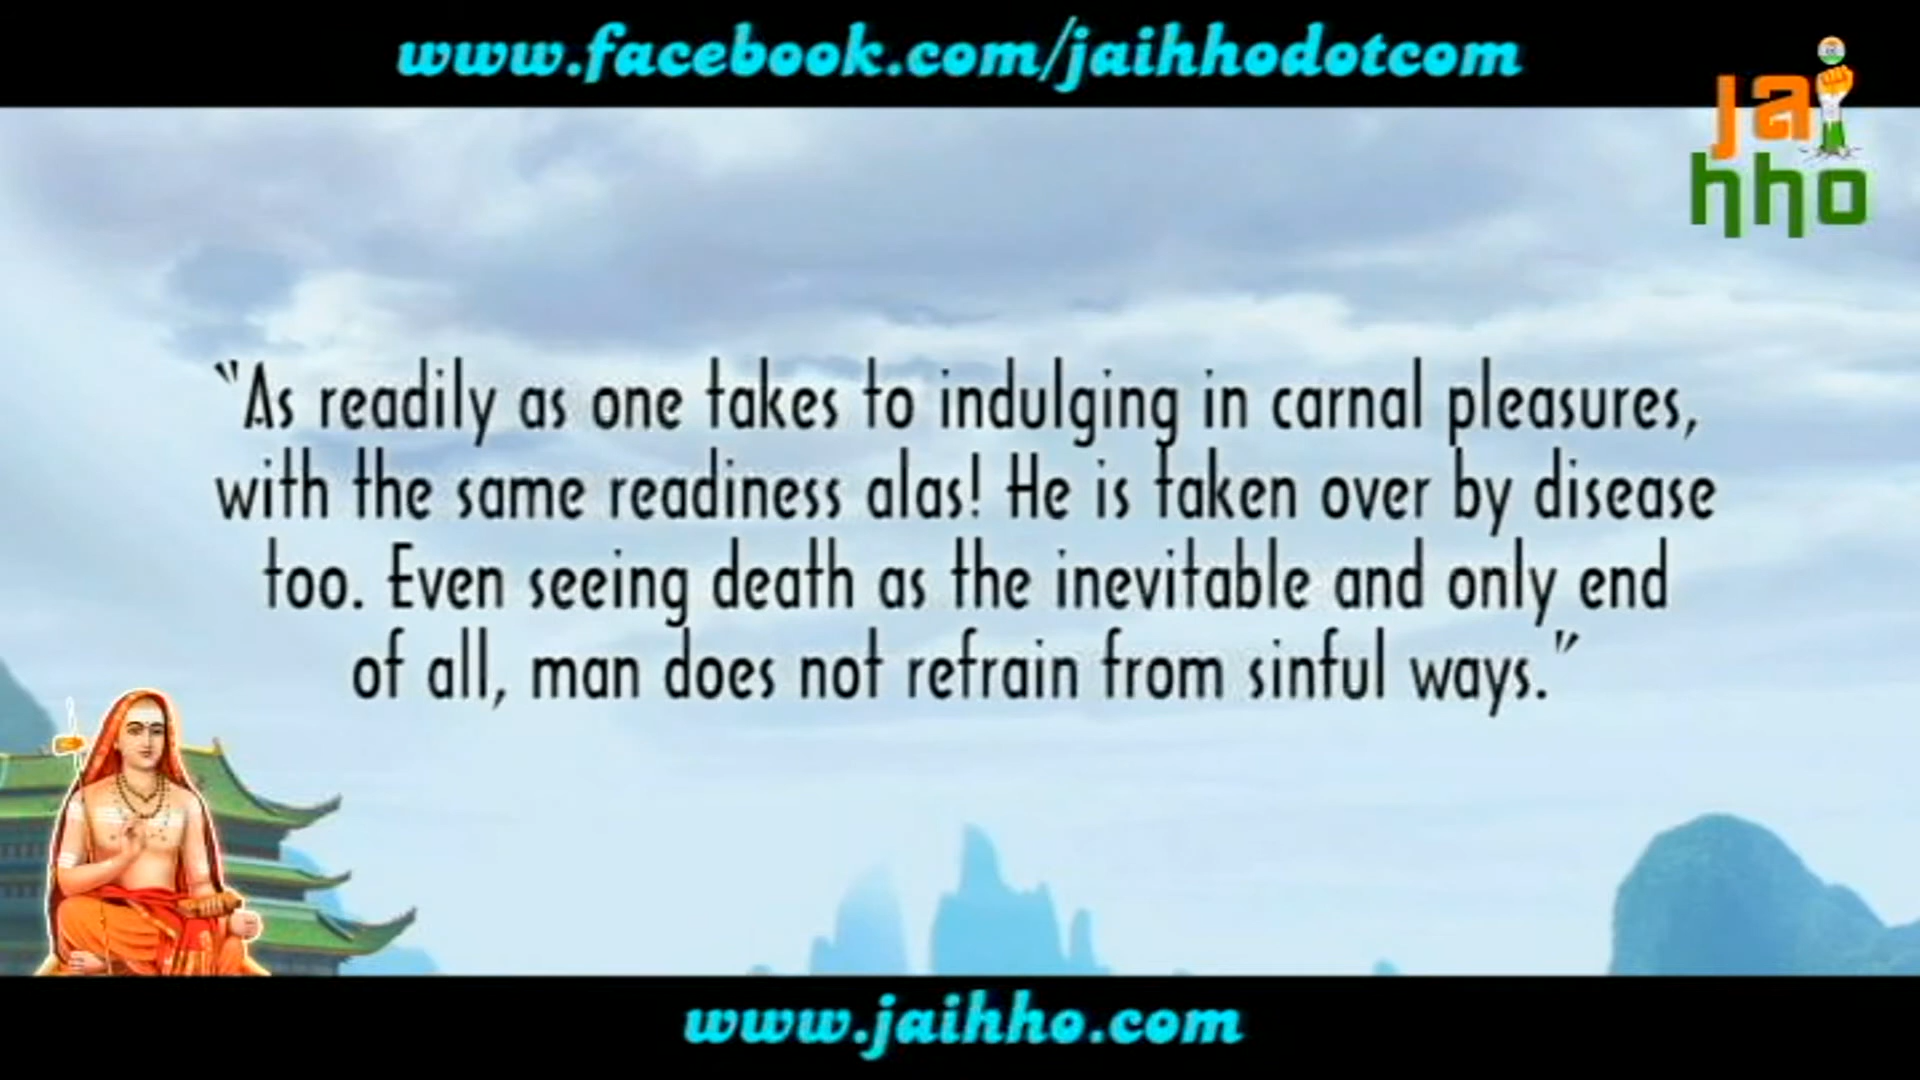 www.facebook.com/jaihhodotcom
jai
hho
“As readily as one takes to indulging in carnal pleasures,
with the same readiness alas! He is taken over by disease
too. Even seeing death as the inevitable and only end
of all, man does not refrain from sinful ways.”
www.jaihho.com